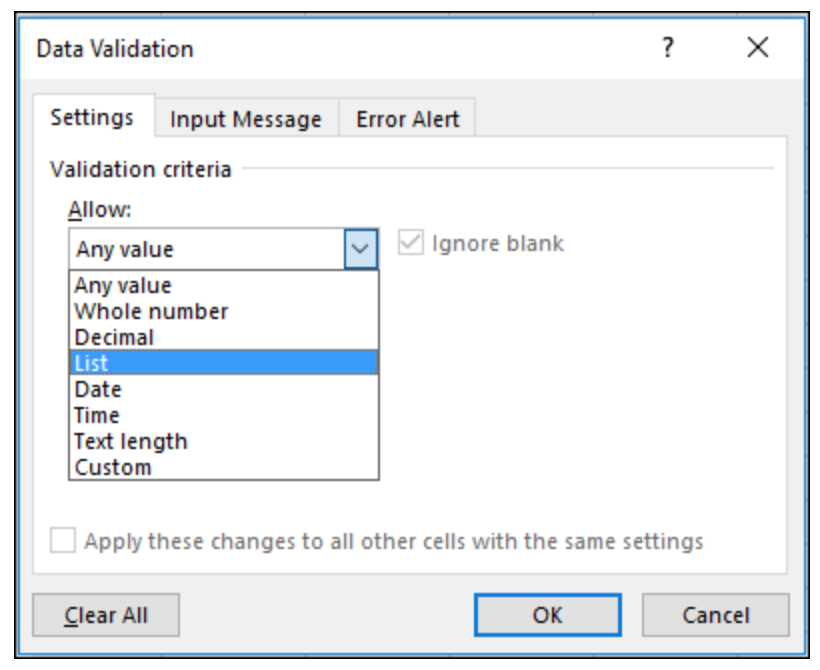 Data Validation ?
Settings Input Message Error Alert
Validation criteria
Allow:
Any value Ignore blank
Any value
Whole number
Decimal
List
Date
Time
Text length
Custom
Apply these changes to all other cells with the same settings
Clear All OK Cancel